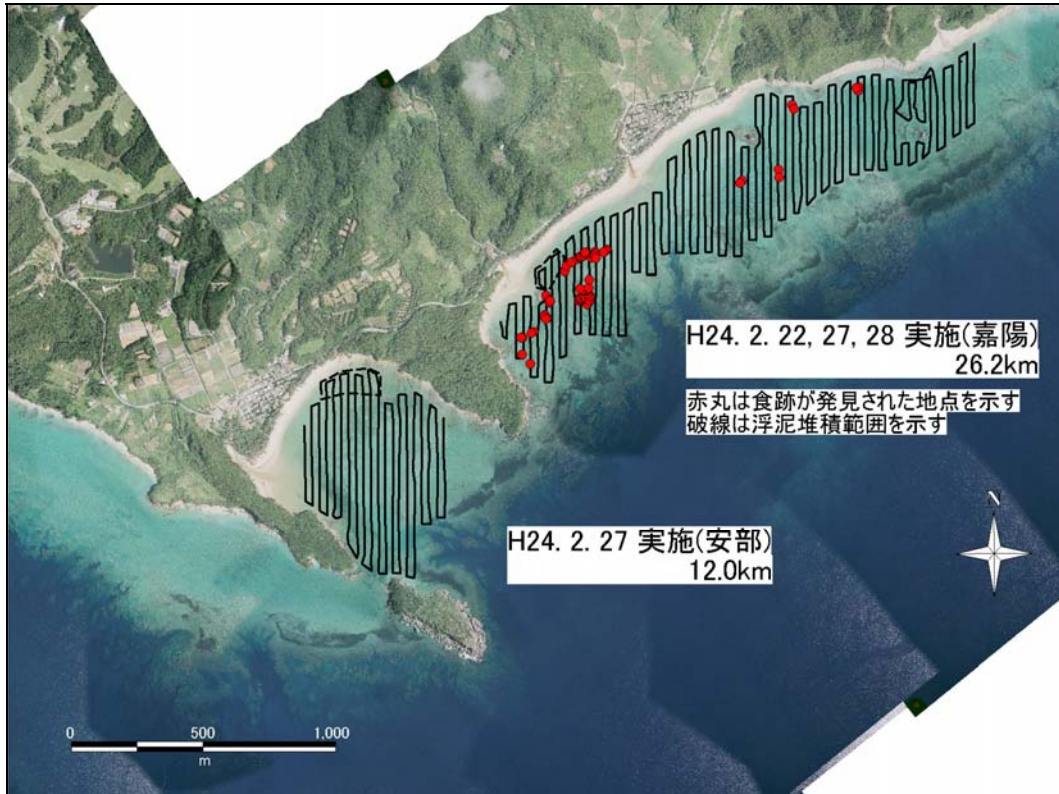 H24. 2. 22, 27, 28 実施(嘉陽)
26.2km
赤丸は食跡が発見された地点を示す
破線は浮泥堆積範囲を示す
N
H24. 2. 27 実施(安部)
12.0km
0 500 1,000
m